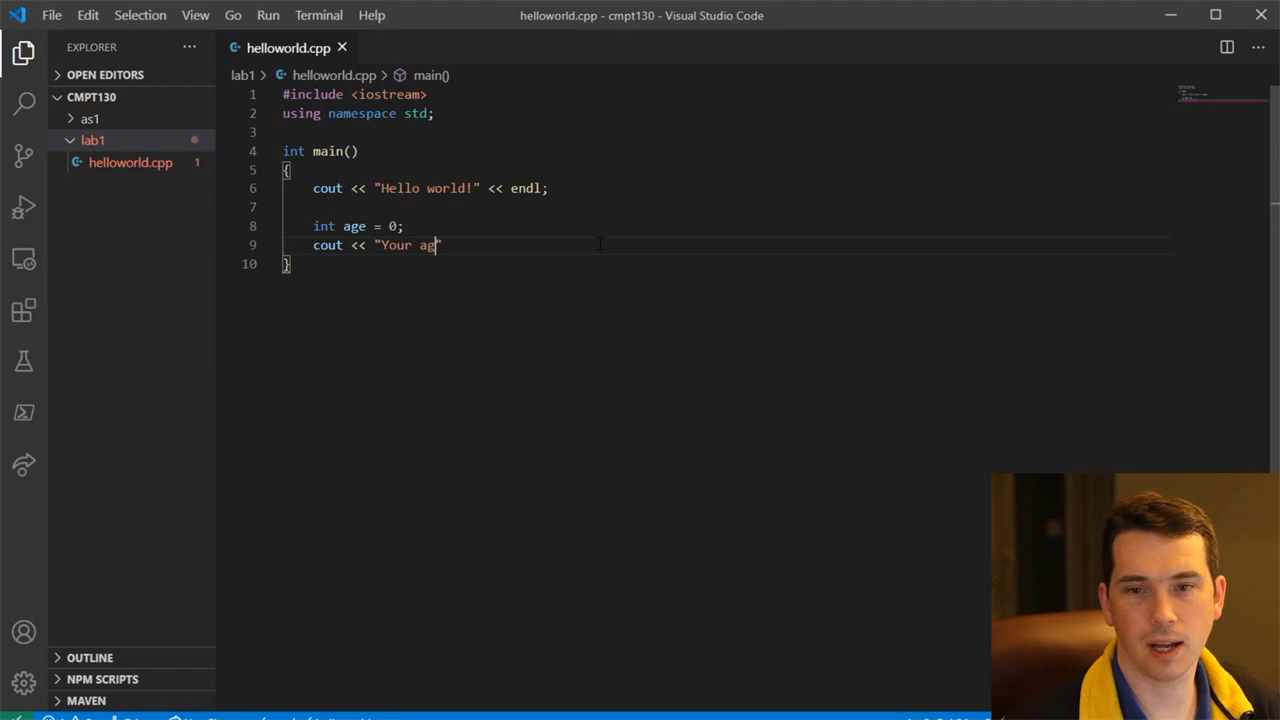 File Edit Selection View Go Run Terminal Help
helloworld.cpp - cmpt130 - Visual Studio Code
EXPLORER
OPEN EDITORS
CMPT130
as1
lab1
helloworld.cpp 1
OUTLINE
NPM SCRIPTS
MAVEN
helloworld.cpp
lab1 > helloworld.cpp > main()
1 #include <iostream>
2 using namespace std;
3
4 int main()
5 {
6 cout << "Hello world!" << endl;
7
8 int age = 0;
9 cout << "Your ag"
10 }